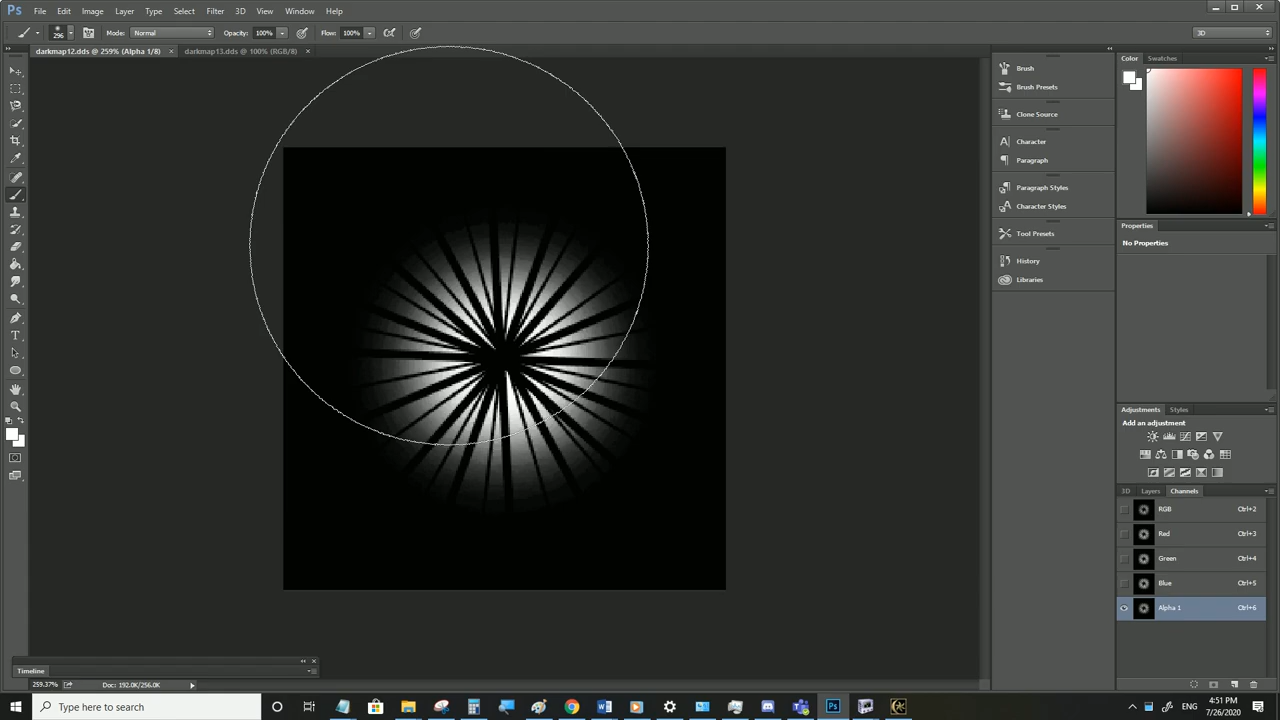 Ps File Edit Image Layer Type Select Filter 3D View Window Help
296 Mode: Normal Opacity: 100% Flow: 100% 3D
darkmap12.dds @ 259% (Alpha 1/8) × darkmap13.dds @ 100% (RGB/8) ×
Brush
Brush Presets
Clone Source
Character
Paragraph
Paragraph Styles
Character Styles
Tool Presets
History
Libraries
Color Swatches
Properties
No Properties
Adjustments Styles
Add an adjustment
3D Layers Channels
RGB Ctrl+2
Red Ctrl+3
Green Ctrl+4
Blue Ctrl+5
Alpha 1 Ctrl+6
Timeline
259.37% Doc: 192.0K/256.0K
Type here to search
ENG
4:51 PM
7/26/2020